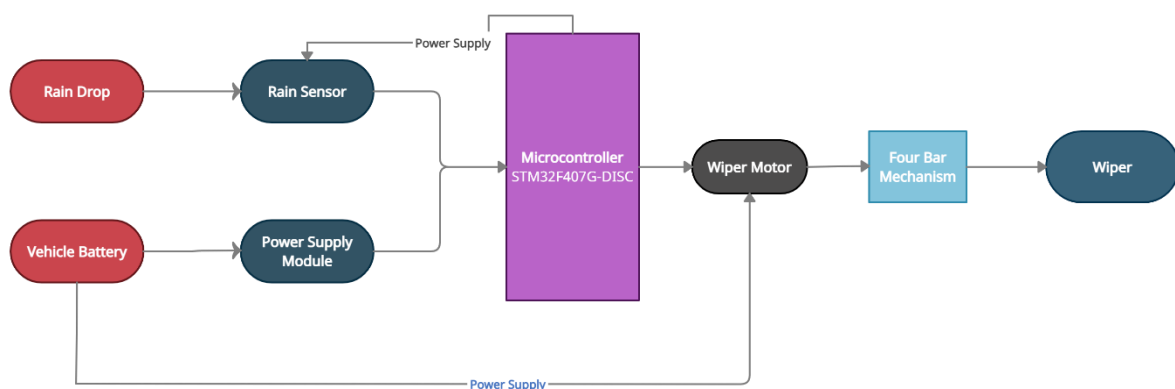 Power Supply
Rain Drop
Rain Sensor
Microcontroller
STM32F407G-DISC
Wiper Motor
Four Bar
Mechanism
Wiper
Vehicle Battery
Power Supply
Module
Power Supply